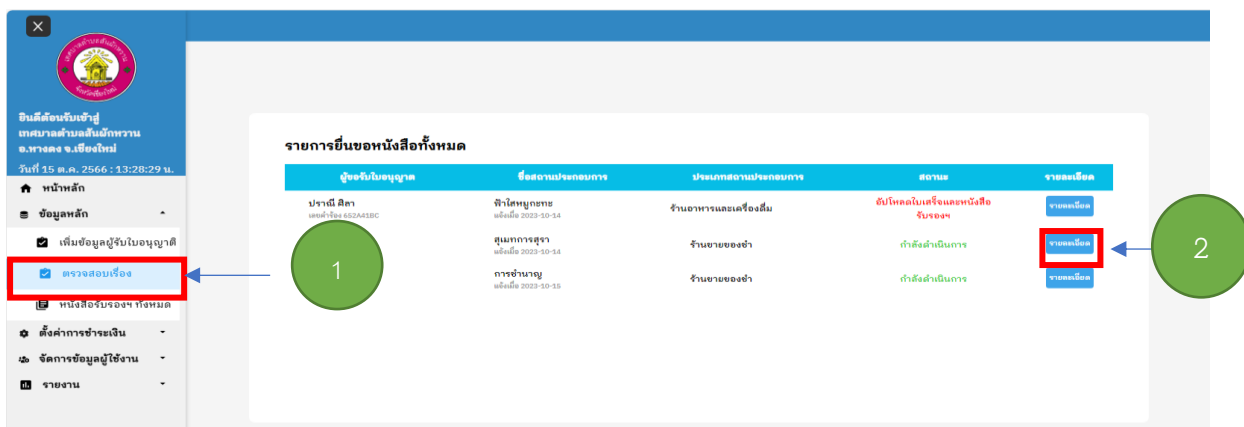 ยินดีต้อนรับเข้าสู่
เทศบาลตำบลสันผักหวาน
อ.หางดง จ.เชียงใหม่
วันที่ 15 ต.ค. 2566 : 13:28:29 น.
หน้าหลัก
ข้อมูลหลัก
เพิ่มข้อมูลผู้รับใบอนุญาติ
ตรวจสอบเรื่อง
หนังสือรับรองฯ ทั้งหมด
ตั้งค่าการชำระเงิน
จัดการข้อมูลผู้ใช้งาน
รายงาน
1
รายการยื่นขอหนังสือทั้งหมด
ผู้ขอรับใบอนุญาต ชื่อสถานประกอบการ ประเภทสถานประกอบการ สถานะ รายละเอียด
ปราณี ศิลา ฟ้าใสหมูกะทะ ร้านอาหารและเครื่องดื่ม อัปโหลดใบเสร็จและหนังสือ รายละเอียด
เลขคำร้อง 652A41BC แจ้งเมื่อ 2023-10-14 รับรองฯ
สุเมทการสุรา ร้านขายของชำ กำลังดำเนินการ รายละเอียด
แจ้งเมื่อ 2023-10-14
การชำนาญ ร้านขายของชำ กำลังดำเนินการ รายละเอียด
แจ้งเมื่อ 2023-10-15
2